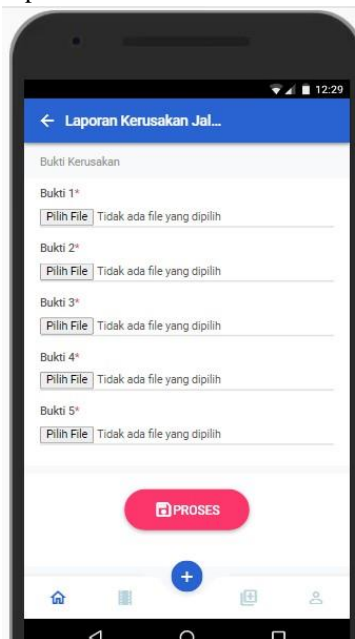 12:29
Laporan Kerusakan Jal...
Bukti Kerusakan
Bukti 1*
Pilih File Tidak ada file yang dipilih
Bukti 2*
Pilih File Tidak ada file yang dipilih
Bukti 3*
Pilih File Tidak ada file yang dipilih
Bukti 4*
Pilih File Tidak ada file yang dipilih
Bukti 5*
Pilih File Tidak ada file yang dipilih
PROSES